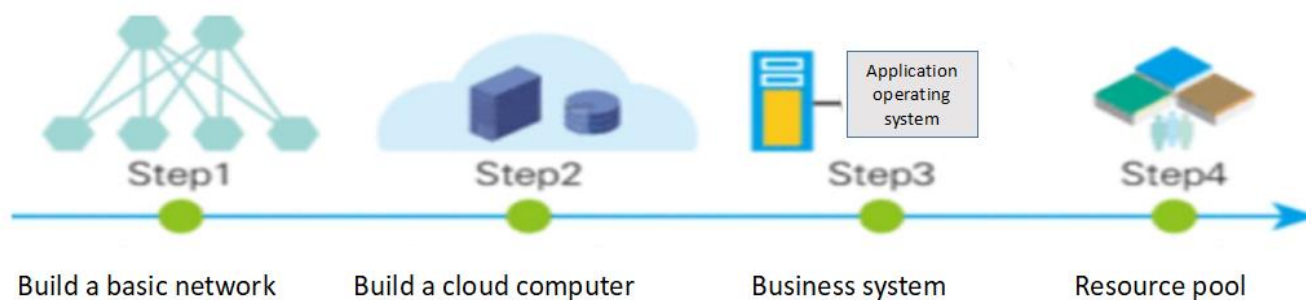 Application
operating
system
Step1
Step2
Step3
Step4
Build a basic network
Build a cloud computer
Business system
Resource pool